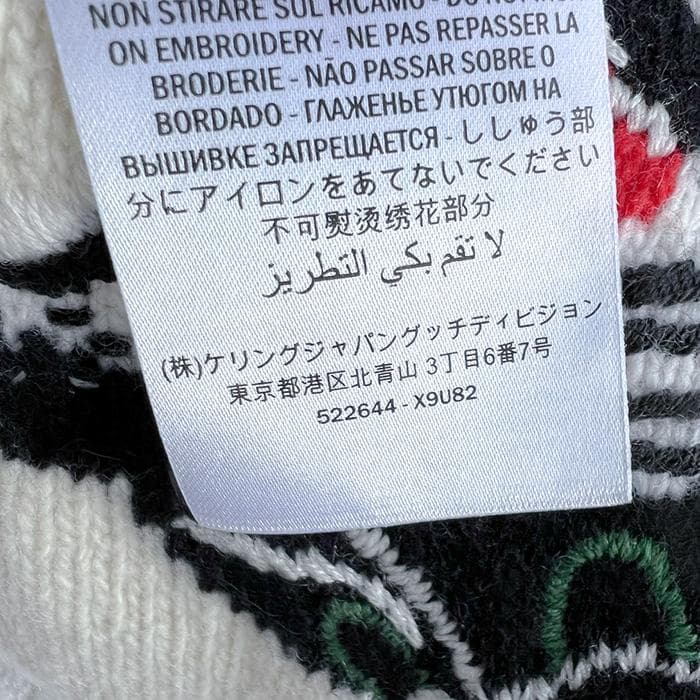 NON STIRARE SUL RICAMO - DO NOT
ON EMBROIDERY - NE PAS REPASSER LA
BRODERIE - NÃO PASSAR SOBRE O
BORDADO - ГЛАЖЕНЬЕ УТЮГОМ НА
ВЫШИВКЕ ЗАПРЕЩАЕТСЯ - ししゅう部
分にアイロンをあてないでください
不可熨烫绣花部分
لا تقم بكي التطريز
(株)ケリングジャパングッチディビジョン
東京都港区北青山 3丁目6番7号
522644 - X9U82